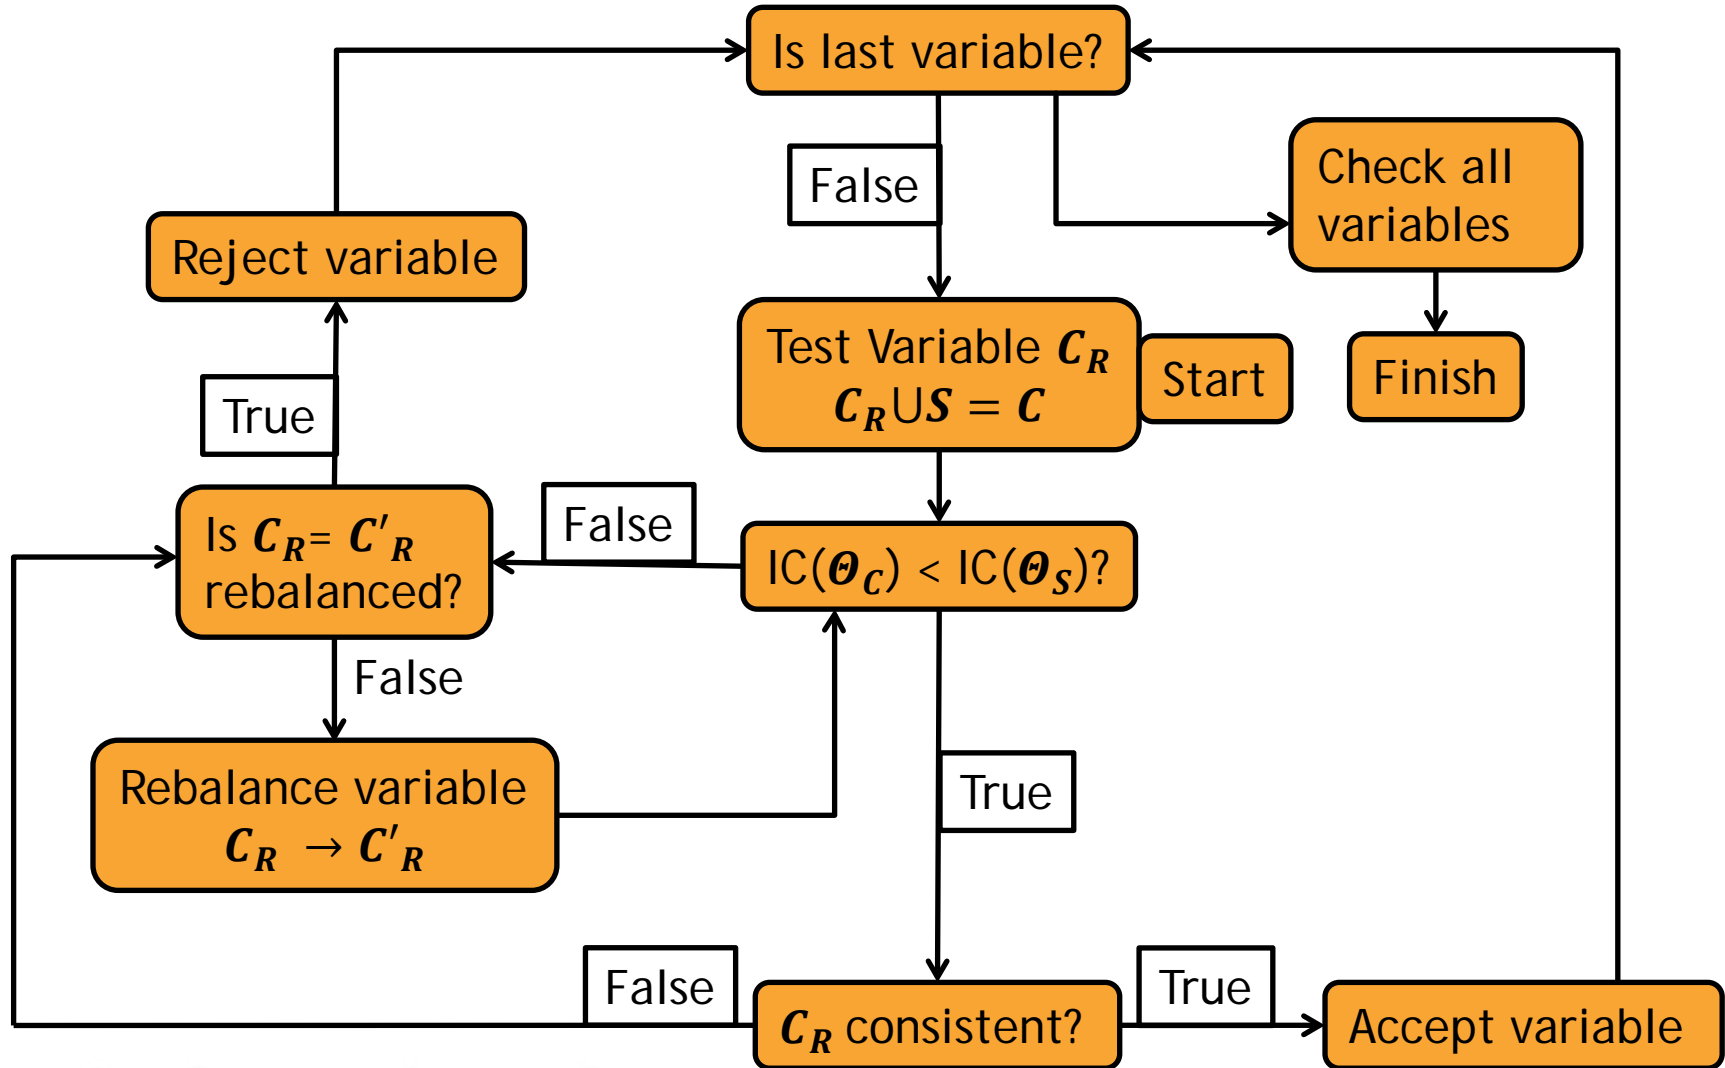 Is last variable?
Check all
variables
False
Reject variable
Test Variable C_R
C_R∪S = C
Start
Finish
True
Is C_R= C'_R
rebalanced?
False
IC(Θ_C) < IC(Θ_S)?
False
Rebalance variable
C_R → C'_R
True
False
C_R consistent?
True
Accept variable